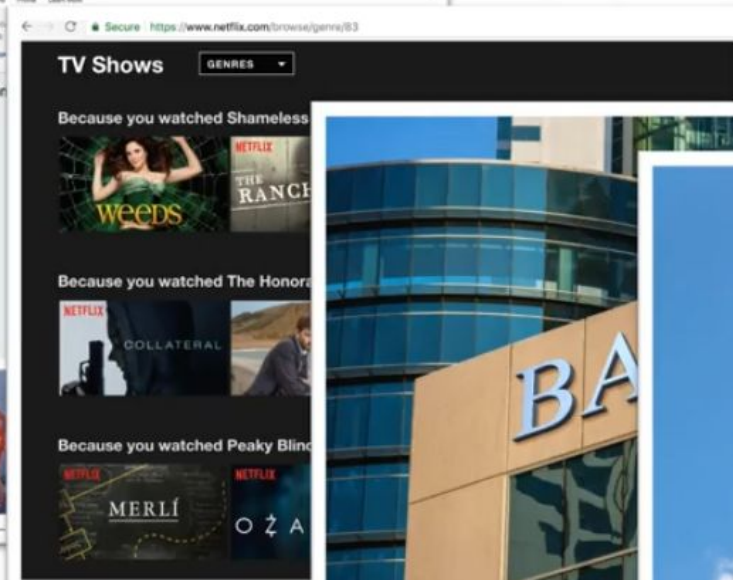 Secure https://www.netflix.com/browse/genre/83
TV Shows GENRES
Because you watched Shameless
WEEDS
NETFLIX
THE
RANCH
Because you watched The Honora
NETFLIX
COLLATERAL
Because you watched Peaky Blind
NETFLIX
MERLÍ
NETFLIX
OŻA
BA